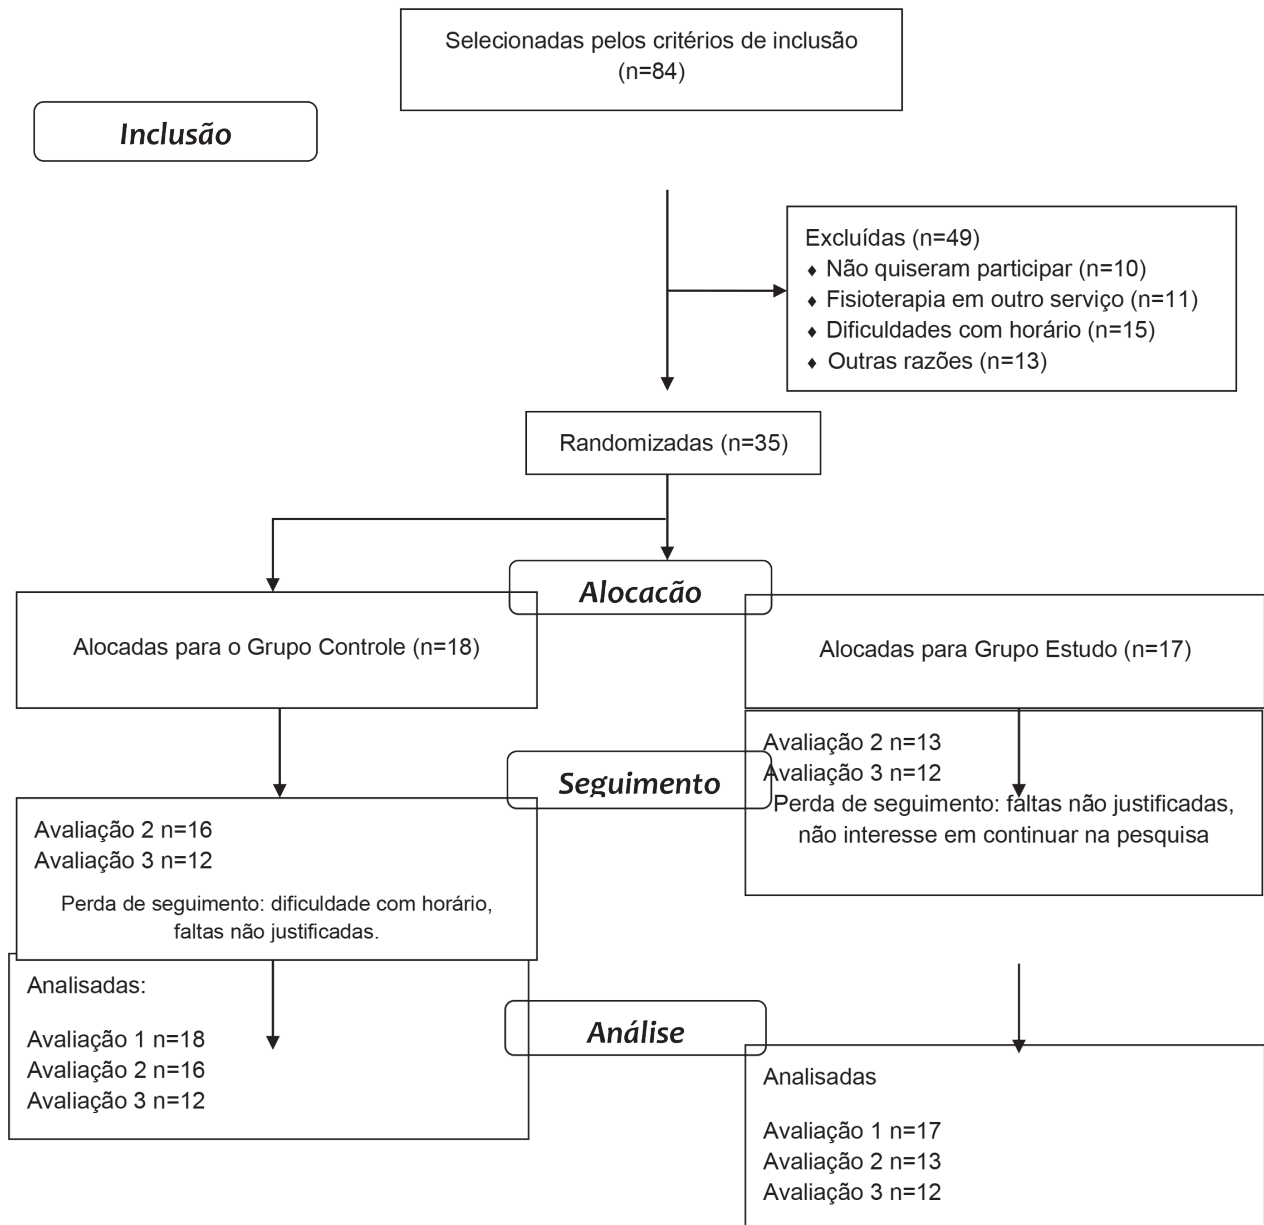 Selecionadas pelos critérios de inclusão
(n=84)
Inclusão
Excluídas (n=49)
♦ Não quiseram participar (n=10)
♦ Fisioterapia em outro serviço (n=11)
♦ Dificuldades com horário (n=15)
♦ Outras razões (n=13)
Randomizadas (n=35)
Alocacão
Alocadas para o Grupo Controle (n=18)
Alocadas para Grupo Estudo (n=17)
Seguimento
Avaliação 2 n=16
Avaliação 3 n=12
Perda de seguimento: dificuldade com horário,
faltas não justificadas.
Avaliação 2 n=13
Avaliação 3 n=12
Perda de seguimento: faltas não justificadas,
não interesse em continuar na pesquisa
Análise
Analisadas:
Avaliação 1 n=18
Avaliação 2 n=16
Avaliação 3 n=12
Analisadas
Avaliação 1 n=17
Avaliação 2 n=13
Avaliação 3 n=12